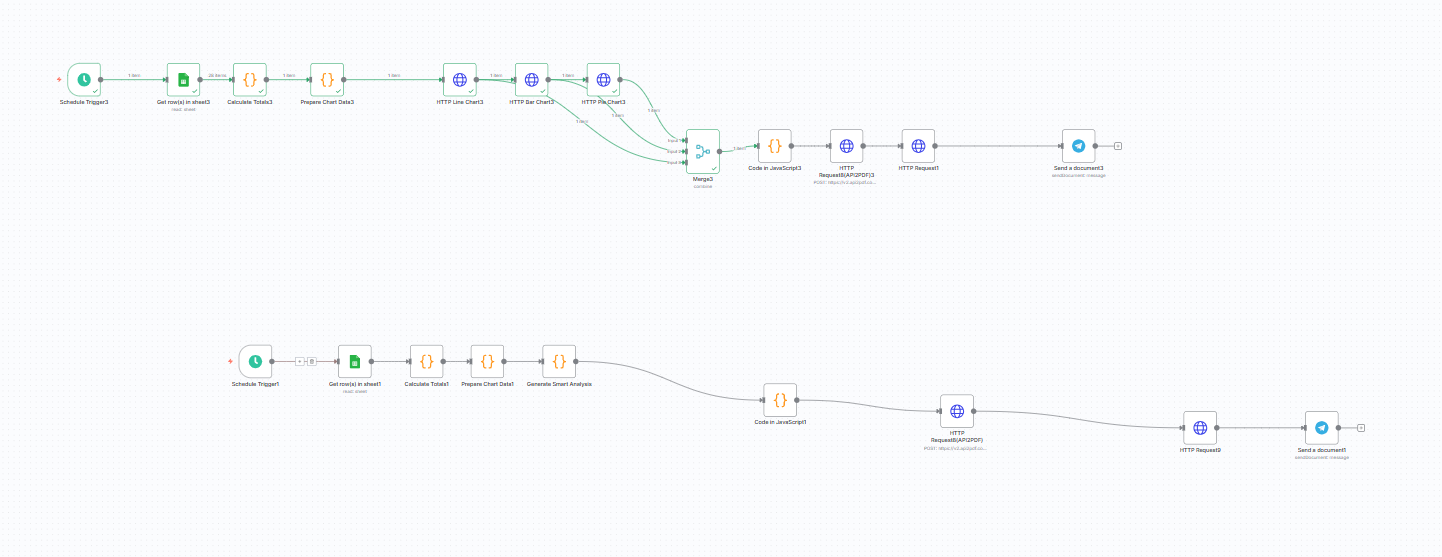 1 item
28 items
1 item
1 item
1 item
1 item
Schedule Trigger3
Get row(s) in sheet3
read: sheet
Calculate Totals3
Prepare Chart Data3
HTTP Line Chart3
HTTP Bar Chart3
HTTP Pie Chart3
1 item
1 item
1 item
Input 1
Input 2
Input 3
1 item
Merge3
combine
Code in JavaScript3
HTTP
Request8(API2PDF)3
POST: https://v2.api2pdf.co...
HTTP Request1
Send a document3
sendDocument: message
Schedule Trigger1
Get row(s) in sheet1
read: sheet
Calculate Totals1
Prepare Chart Data1
Generate Smart Analysis
Code in JavaScript1
HTTP
Request8(API2PDF)
POST: https://v2.api2pdf.co...
HTTP Request9
Send a document1
sendDocument: message